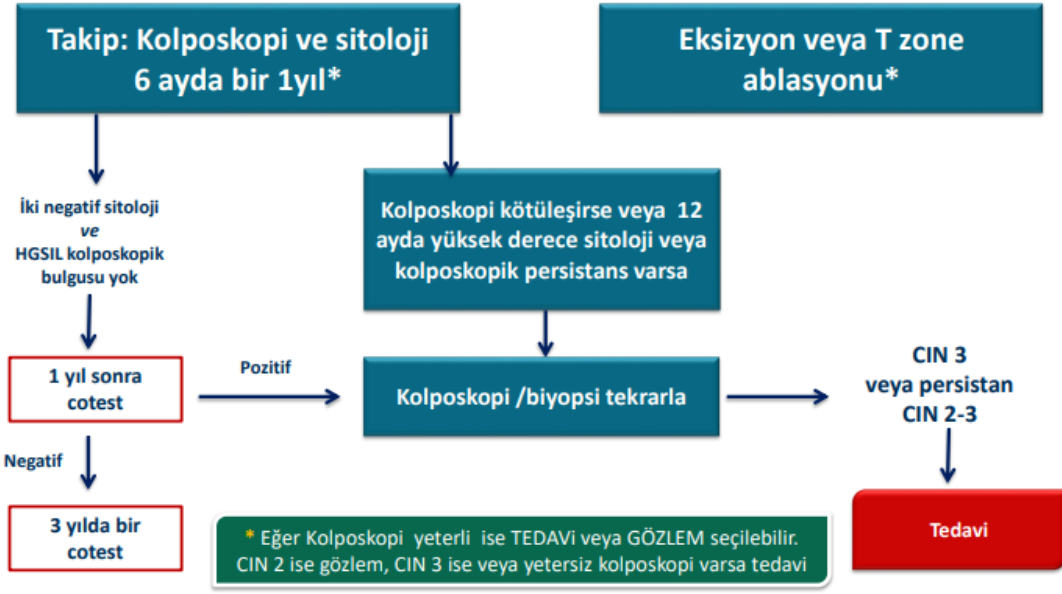 Takip: Kolposkopi ve sitoloji
6 ayda bir 1yıl*
Eksizyon veya T zone
ablasyonu*
İki negatif sitoloji
ve
HGSIL kolposkopik
bulgusu yok
Kolposkopi kötüleşirse veya 12
ayda yüksek derece sitoloji veya
kolposkopik persistans varsa
1 yıl sonra
cotest
Pozitif
Kolposkopi /biyopsi tekrarla
CIN 3
veya persistan
CIN 2-3
Negatif
3 yılda bir
cotest
* Eğer Kolposkopi yeterli ise TEDAVi veya GÖZLEM seçilebilir.
CIN 2 ise gözlem, CIN 3 ise veya yetersiz kolposkopi varsa tedavi
Tedavi